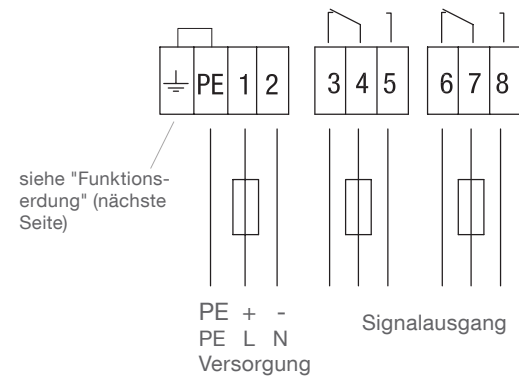 PE 1 2 3 4 5 6 7 8
siehe "Funktions-
erdung" (nächste
Seite)
PE + -
PE L N
Versorgung
Signalausgang